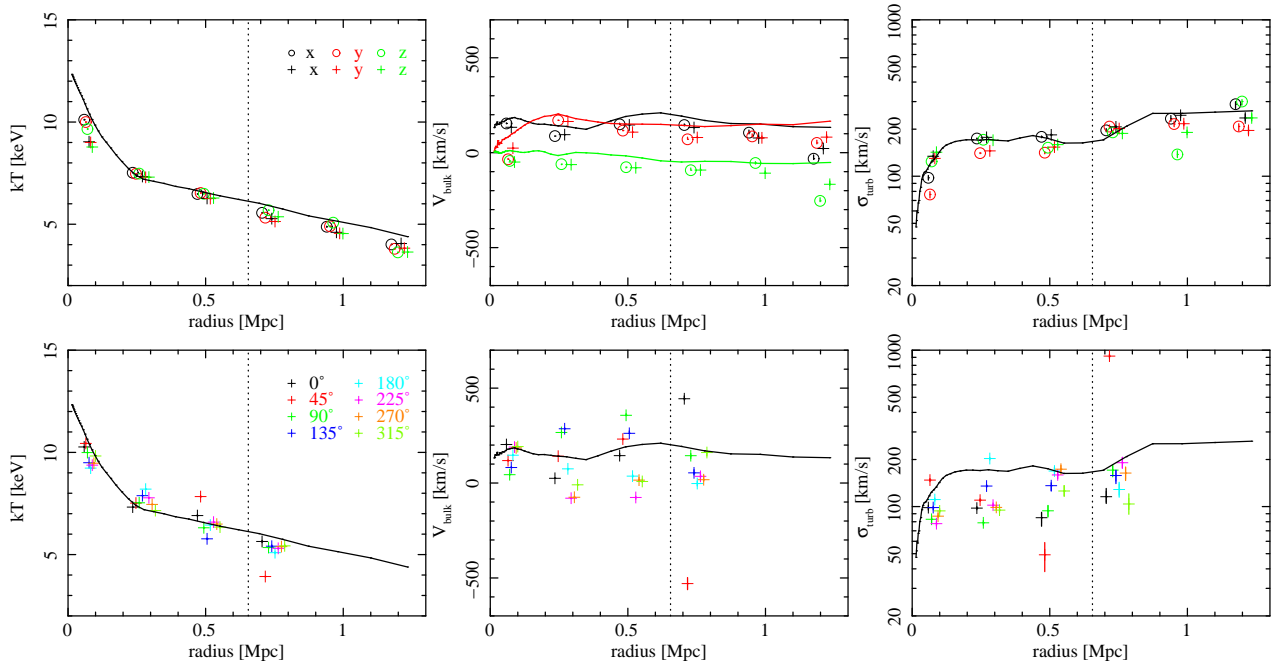 15
10
5
kT [keV]
x y z
x y z
0 0.5 1
radius [Mpc]
500
0
−500
V_bulk [km/s]
0 0.5 1
radius [Mpc]
1000
500
200
100
50
20
σ_turb [km/s]
0 0.5 1
radius [Mpc]
15
10
5
kT [keV]
0° 180°
45° 225°
90° 270°
135° 315°
0 0.5 1
radius [Mpc]
500
0
−500
V_bulk [km/s]
0 0.5 1
radius [Mpc]
1000
500
200
100
50
20
σ_turb [km/s]
0 0.5 1
radius [Mpc]